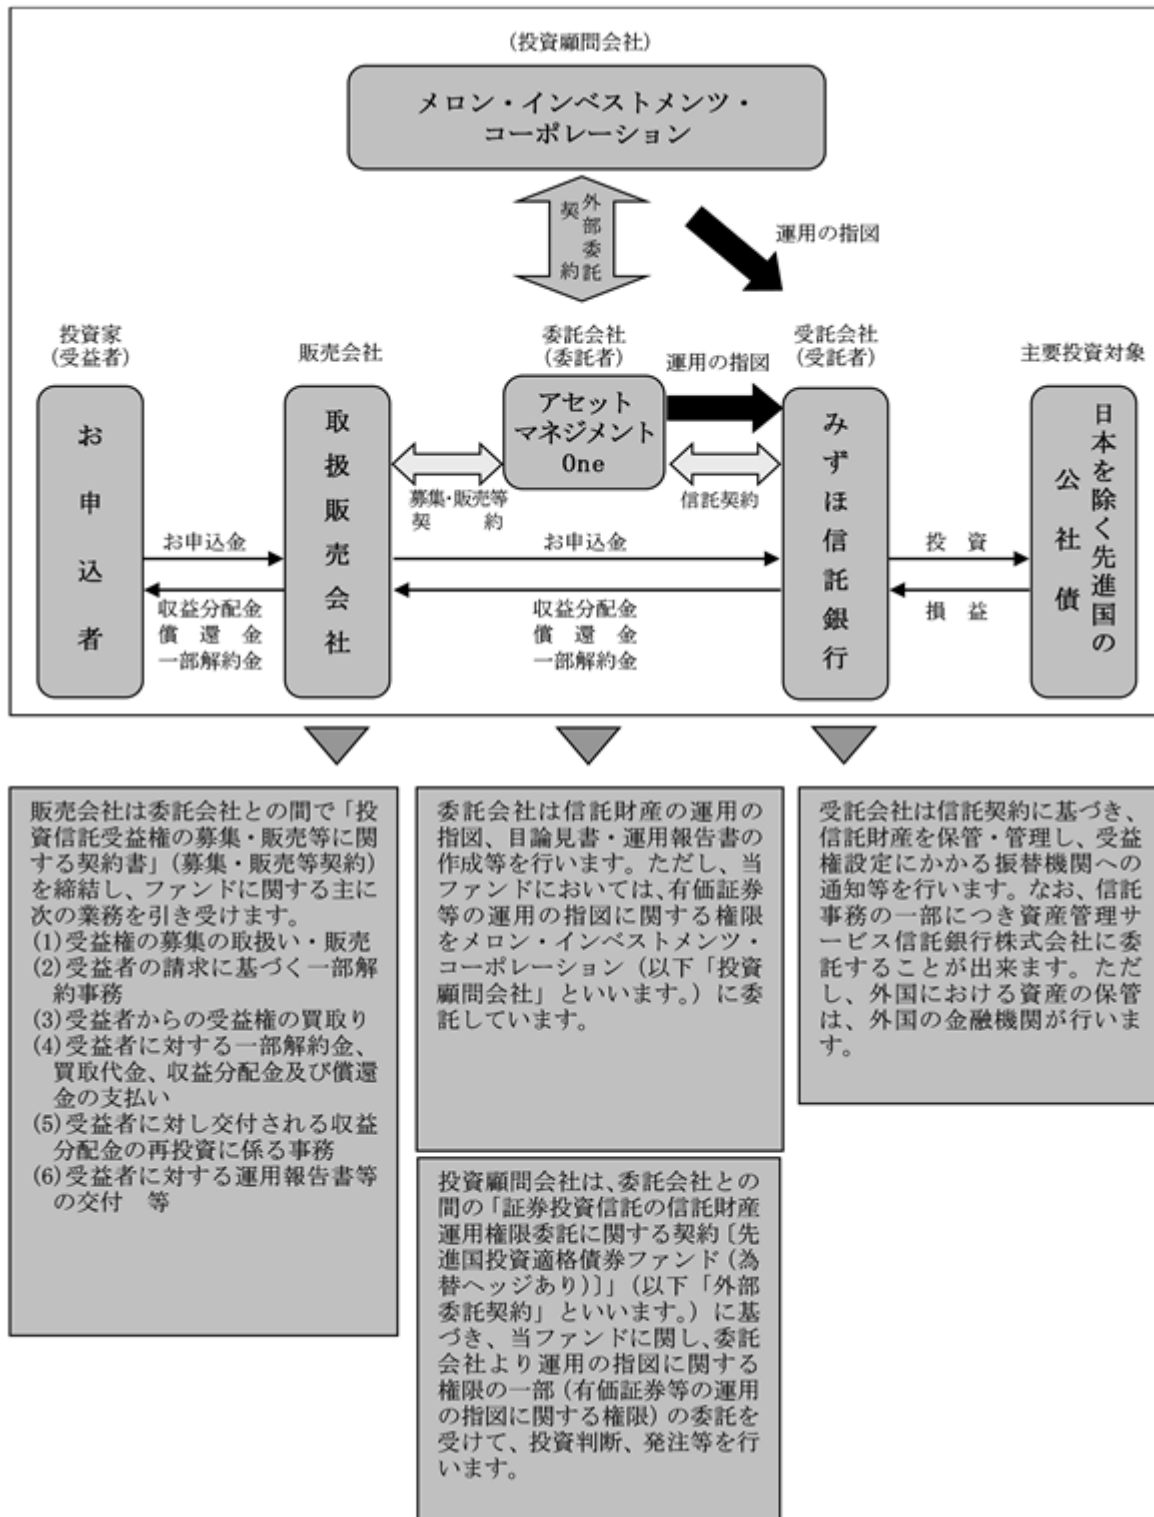 (投資顧問会社)
メロン・インベストメンツ・
コーポレーション
外部委託
契約
運用の指図
投資家
(受益者)
販売会社
委託会社
(委託者)
運用の指図
受託会社
(受託者)
主要投資対象
お申込者
取扱販売会社
アセット
マネジメント
One
みずほ信託銀行
日本を除く先進国の
公社債
募集・販売等
契約
信託契約
お申込金
お申込金
投資
収益分配金
償還金
一部解約金
収益分配金
償還金
一部解約金
損益
販売会社は委託会社との間で「投
資信託受益権の募集・販売等に関
する契約書」(募集・販売等契約)
を締結し、ファンドに関する主に
次の業務を引き受けます。
(1)受益権の募集の取扱い・販売
(2)受益者の請求に基づく一部解
約事務
(3)受益者からの受益権の買取り
(4)受益者に対する一部解約金、
買取代金、収益分配金及び償還
金の支払い
(5)受益者に対し交付される収益
分配金の再投資に係る事務
(6)受益者に対する運用報告書等
の交付 等
委託会社は信託財産の運用の
指図、目論見書・運用報告書の
作成等を行います。ただし、当
ファンドにおいては、有価証券
等の運用の指図に関する権限
をメロン・インベストメンツ・
コーポレーション(以下「投資
顧問会社」といいます。)に委
託しています。
受託会社は信託契約に基づき、
信託財産を保管・管理し、受益
権設定にかかる振替機関への
通知等を行います。なお、信託
事務の一部につき資産管理サ
ービス信託銀行株式会社に委
託することが出来ます。ただ
し、外国における資産の保管
は、外国の金融機関が行いま
す。
投資顧問会社は、委託会社との
間の「証券投資信託の信託財産
運用権限委託に関する契約〔先
進国投資適格債券ファンド(為
替ヘッジあり)〕」(以下「外部
委託契約」といいます。)に基
づき、当ファンドに関し、委託
会社より運用の指図に関する
権限の一部(有価証券等の運用
の指図に関する権限)の委託を
受けて、投資判断、発注等を行
います。